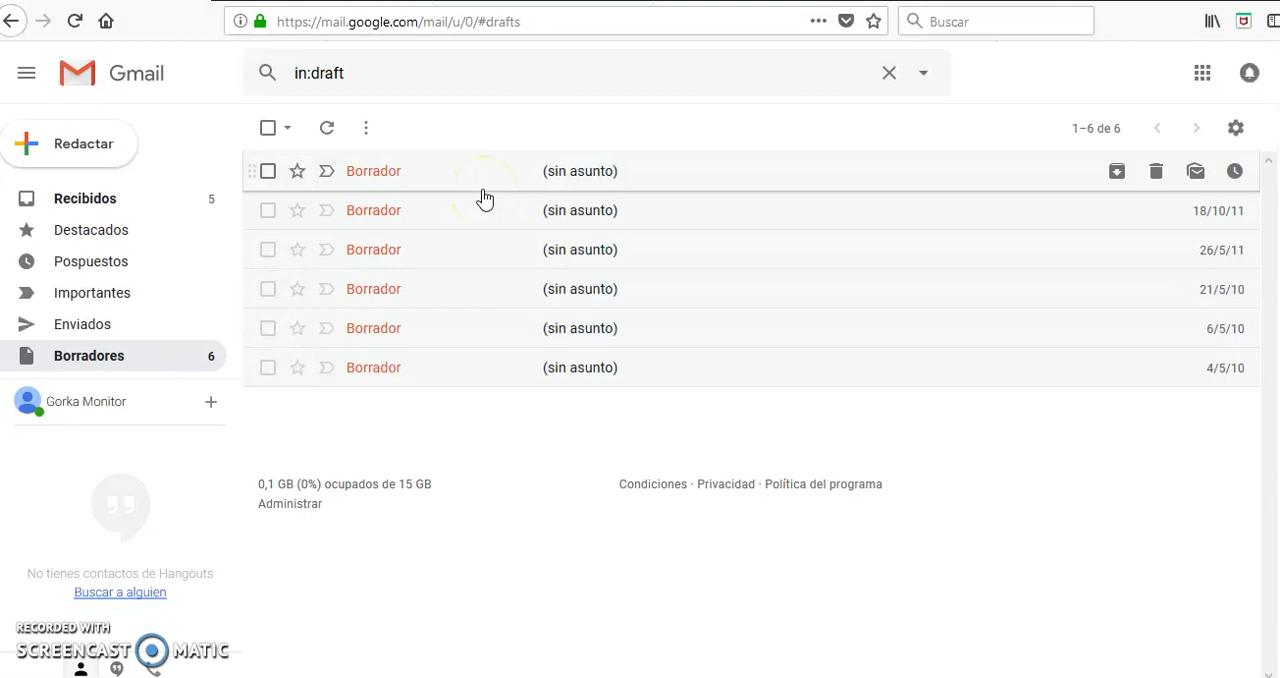 https://mail.google.com/mail/u/0/#drafts
Buscar
Gmail
in:draft
Redactar
1–6 de 6
Recibidos 5
Destacados
Pospuestos
Importantes
Enviados
Borradores 6
Gorka Monitor
Borrador (sin asunto)
Borrador (sin asunto) 18/10/11
Borrador (sin asunto) 26/5/11
Borrador (sin asunto) 21/5/10
Borrador (sin asunto) 6/5/10
Borrador (sin asunto) 4/5/10
0,1 GB (0%) ocupados de 15 GB
Administrar
Condiciones · Privacidad · Política del programa
No tienes contactos de Hangouts
Buscar a alguien
RECORDED WITH
SCREENCAST MATIC